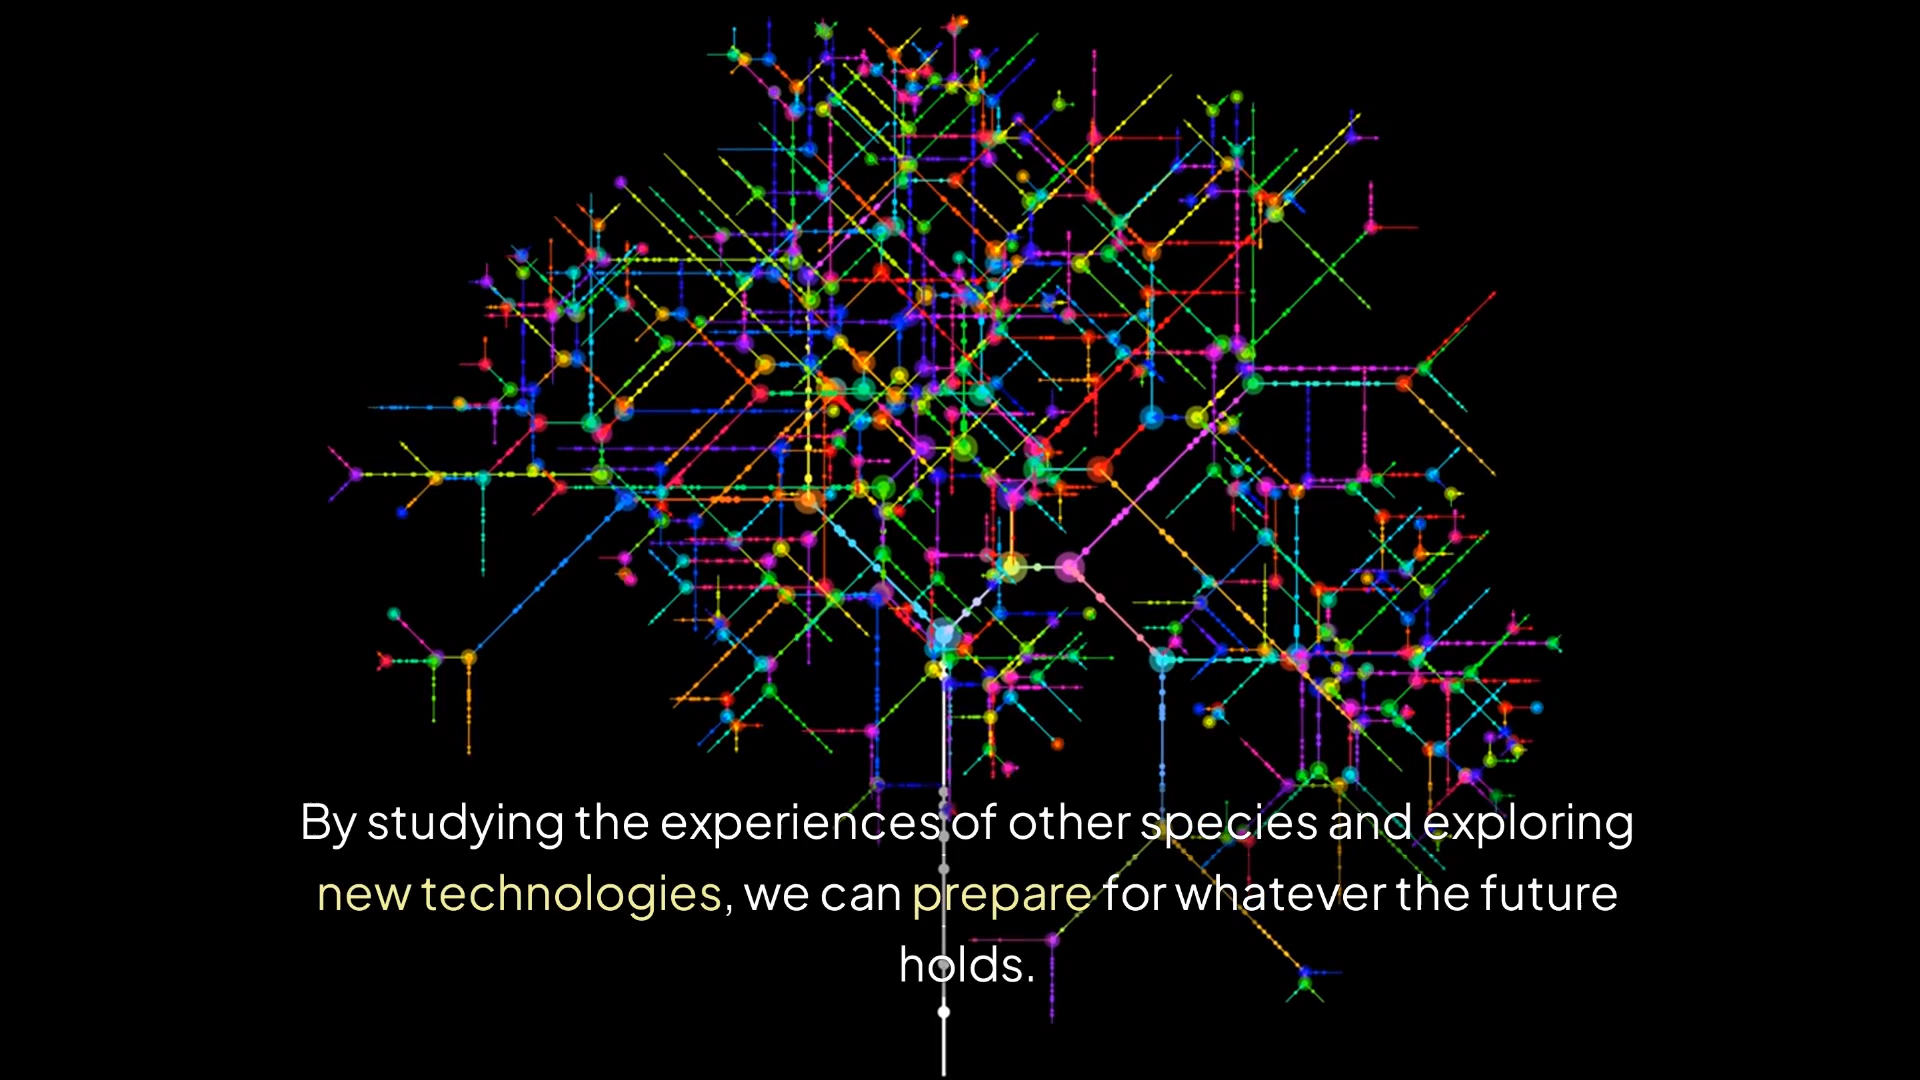 By studying the experiences of other species and exploring
new technologies, we can prepare for whatever the future
holds.